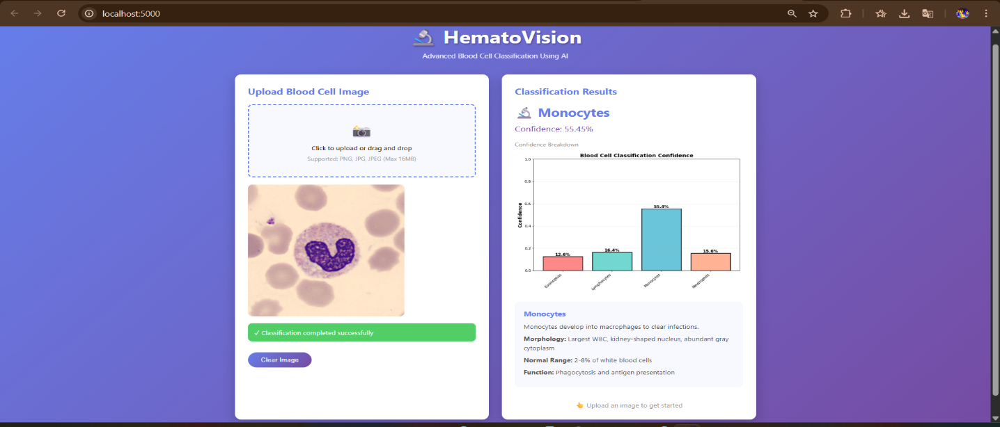 localhost:5000
HematoVision
Advanced Blood Cell Classification Using AI
Upload Blood Cell Image
Click to upload or drag and drop
Supported: PNG, JPG, JPEG (Max 16MB)
✓ Classification completed successfully
Clear Image
Classification Results
Monocytes
Confidence: 55.45%
Confidence Breakdown
Blood Cell Classification Confidence
Confidence
1.0
0.8
0.6
0.4
0.2
0.0
12.6%
16.4%
55.4%
15.6%
Eosinophils
Lymphocytes
Monocytes
Neutrophils
Monocytes
Monocytes develop into macrophages to clear infections.
Morphology: Largest WBC, kidney-shaped nucleus, abundant gray
cytoplasm
Normal Range: 2-8% of white blood cells
Function: Phagocytosis and antigen presentation
👆 Upload an image to get started